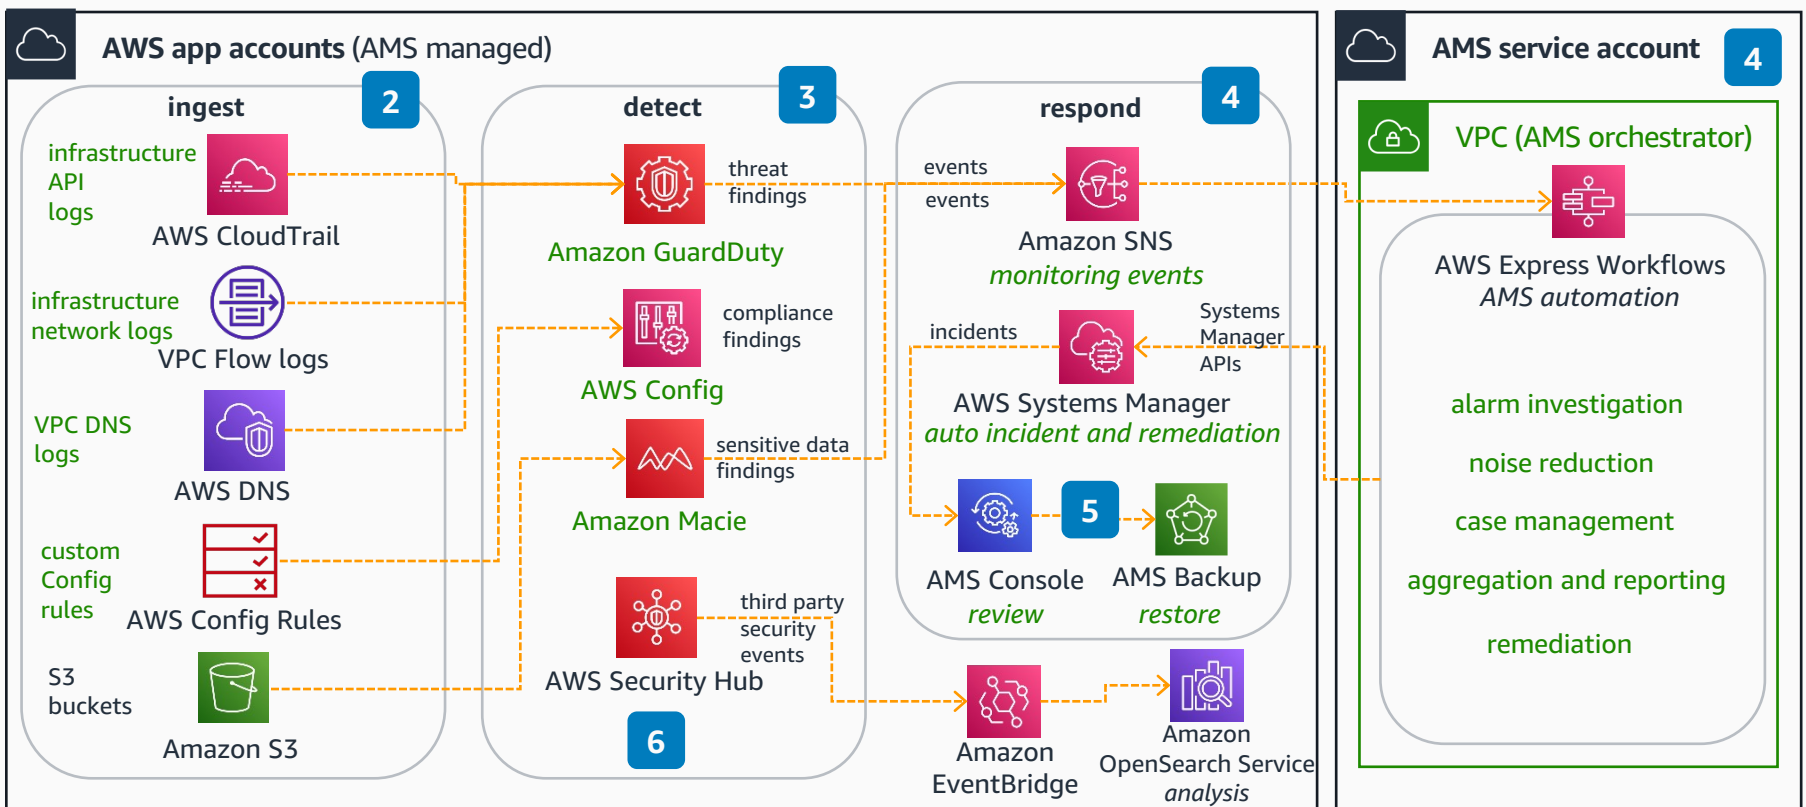 AWS app accounts (AMS managed)
ingest
2
infrastructure
API
logs
AWS CloudTrail
infrastructure
network logs
VPC Flow logs
VPC DNS
logs
AWS DNS
custom
Config
rules
AWS Config Rules
S3
buckets
Amazon S3
detect
3
threat
findings
Amazon GuardDuty
compliance
findings
AWS Config
sensitive data
findings
Amazon Macie
third party
security
events
AWS Security Hub
6
respond
4
events
events
Amazon SNS
monitoring events
incidents
Systems
Manager
APIs
AWS Systems Manager
auto incident and remediation
5
AMS Console
review
AMS Backup
restore
Amazon
EventBridge
Amazon
OpenSearch Service
analysis
AMS service account
4
VPC (AMS orchestrator)
AWS Express Workflows
AMS automation
alarm investigation
noise reduction
case management
aggregation and reporting
remediation